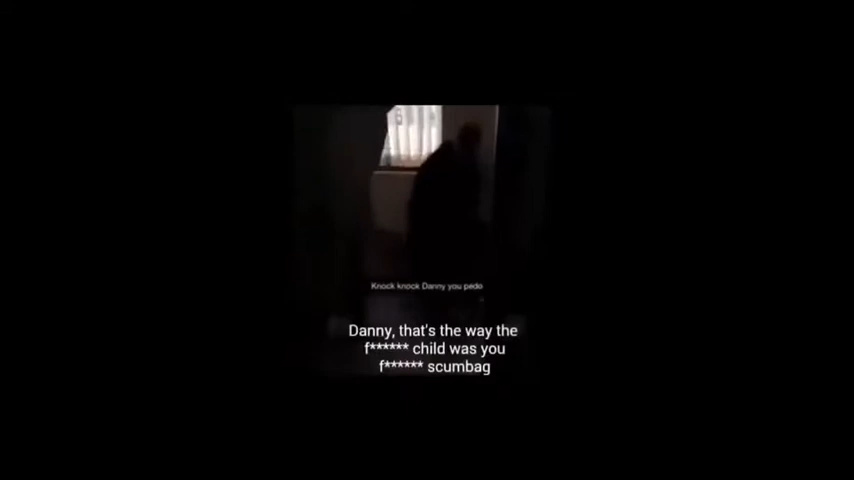 Knock knock Danny you pedo
Danny, that's the way the
f****** child was you
f****** scumbag